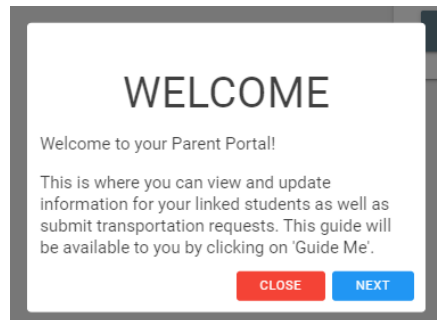 WELCOME
Welcome to your Parent Portal!
This is where you can view and update
information for your linked students as well as
submit transportation requests. This guide will
be available to you by clicking on 'Guide Me'.
CLOSE NEXT